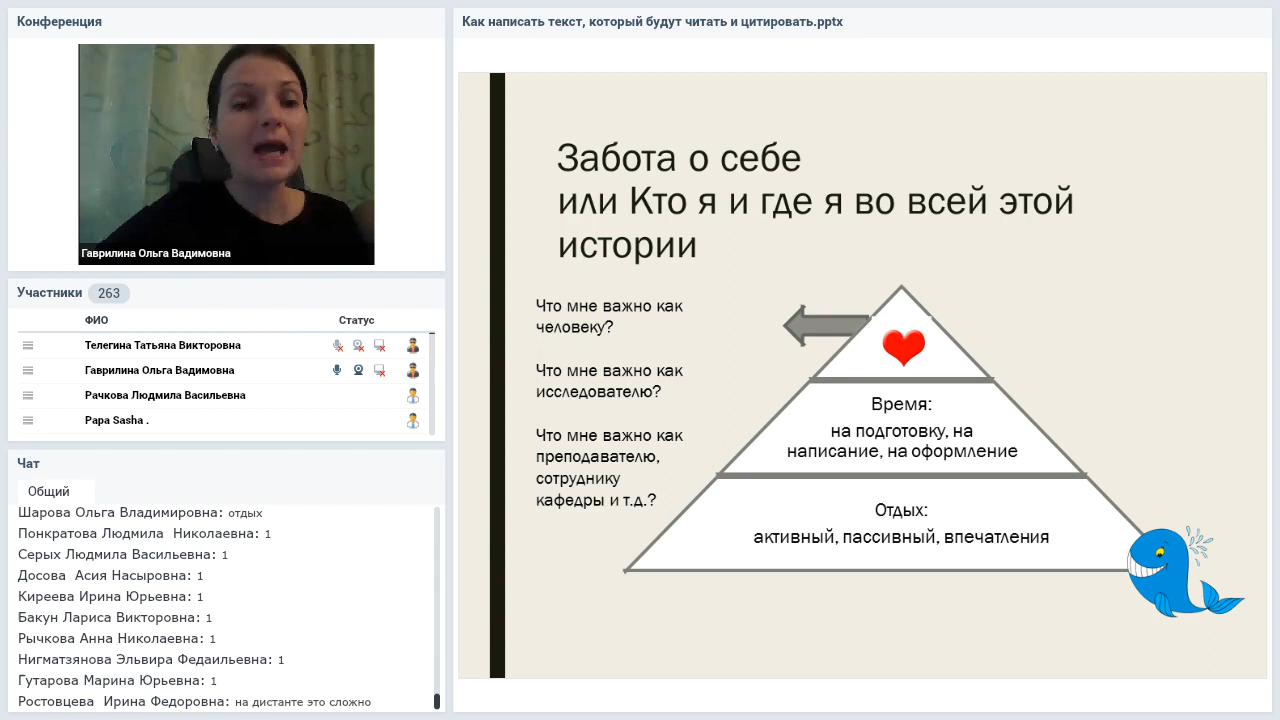 Конференция
Гаврилина Ольга Вадимовна
Участники 263
ФИО Статус
Телегина Татьяна Викторовна
Гаврилина Ольга Вадимовна
Рачкова Людмила Васильевна
Papa Sasha .
Чат
Общий
Шарова Ольга Владимировна: отдых
Понкратова Людмила Николаевна: 1
Серых Людмила Васильевна: 1
Досова Асия Насыровна: 1
Киреева Ирина Юрьевна: 1
Бакун Лариса Викторовна: 1
Рычкова Анна Николаевна: 1
Нигматзянова Эльвира Федаильевна: 1
Гутарова Марина Юрьевна: 1
Ростовцева Ирина Федоровна: на дистанте это сложно
Как написать текст, который будут читать и цитировать.pptx
Забота о себе
или Кто я и где я во всей этой
истории
Что мне важно как
человеку?
Что мне важно как
исследователю?
Что мне важно как
преподавателю,
сотруднику
кафедры и т.д.?
Время:
на подготовку, на
написание, на оформление
Отдых:
активный, пассивный, впечатления